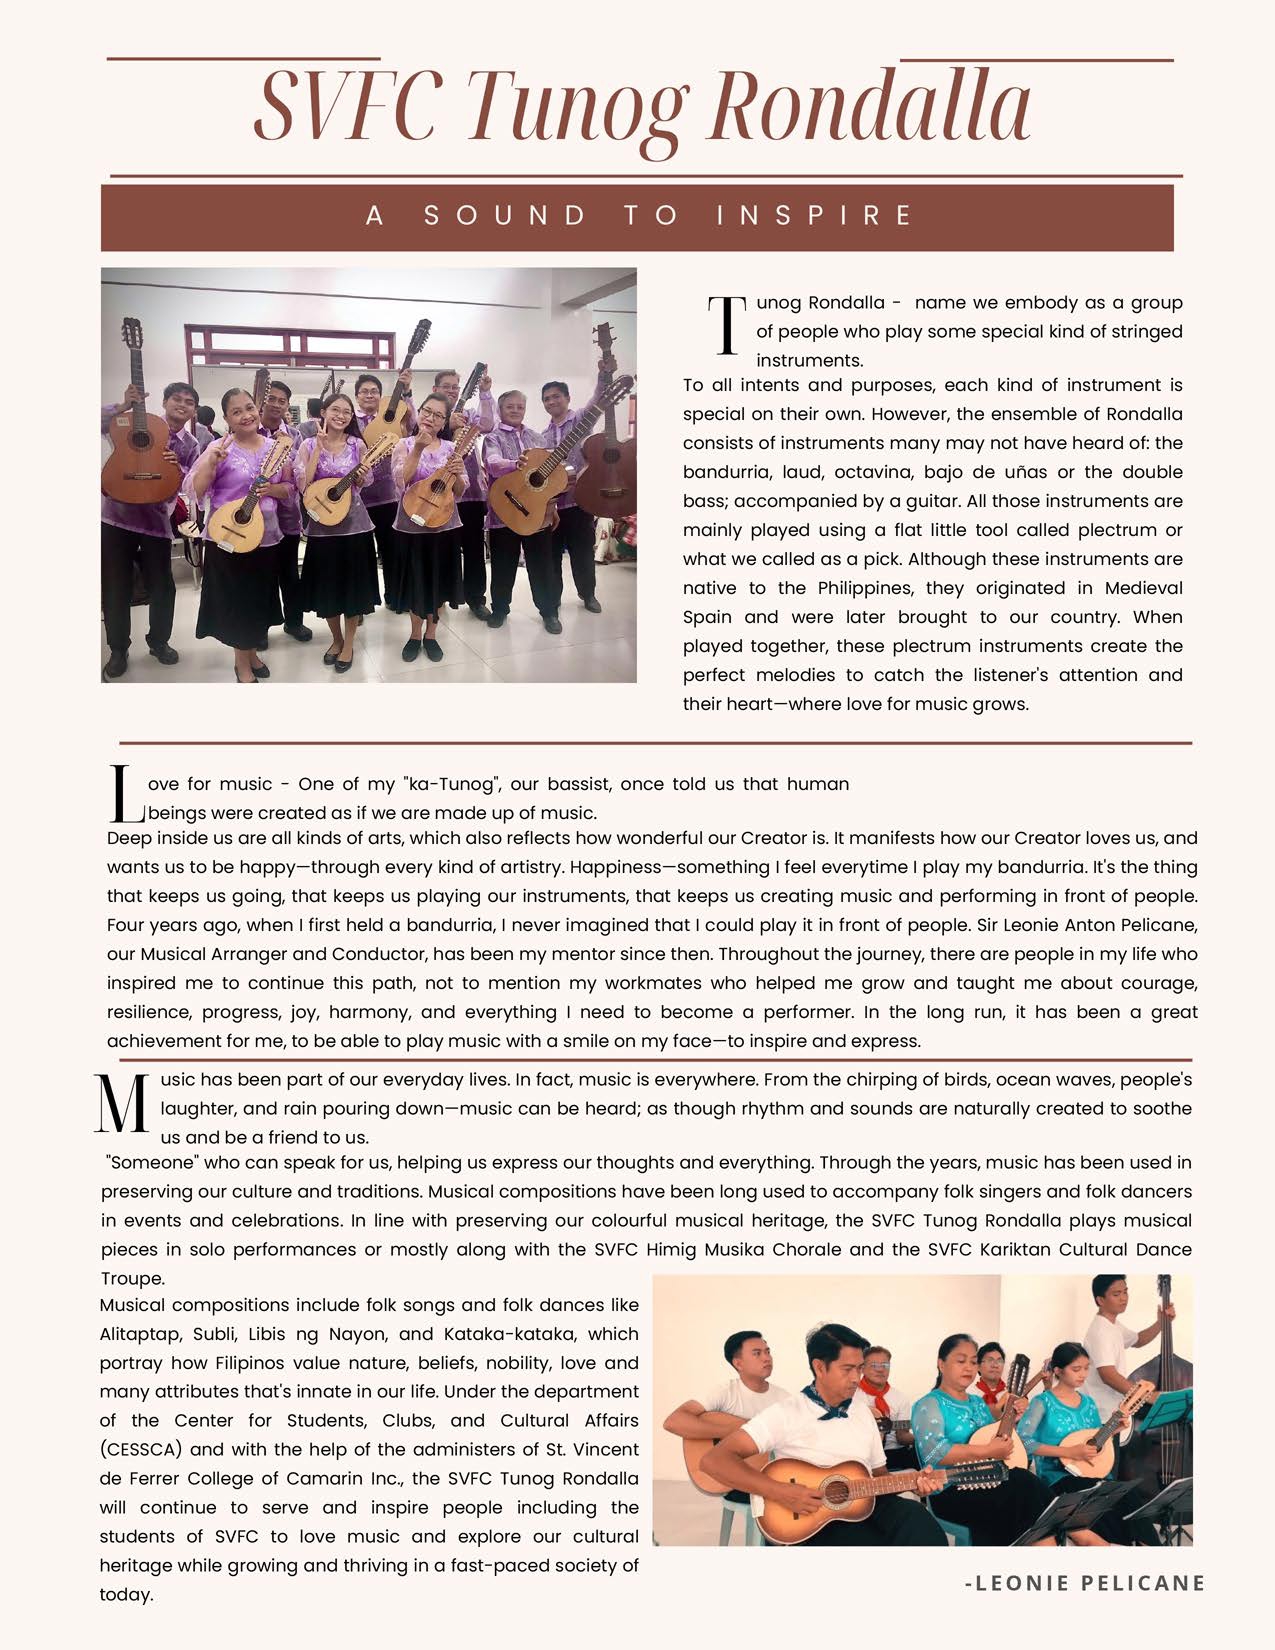 SVFC Tunog Rondalla
A SOUND TO INSPIRE
Tunog Rondalla - name we embody as a group
of people who play some special kind of stringed
instruments.
To all intents and purposes, each kind of instrument is
special on their own. However, the ensemble of Rondalla
consists of instruments many may not have heard of: the
bandurria, laud, octavina, bajo de uñas or the double
bass; accompanied by a guitar. All those instruments are
mainly played using a flat little tool called plectrum or
what we called as a pick. Although these instruments are
native to the Philippines, they originated in Medieval
Spain and were later brought to our country. When
played together, these plectrum instruments create the
perfect melodies to catch the listener's attention and
their heart—where love for music grows.
Love for music - One of my "ka-Tunog", our bassist, once told us that human
beings were created as if we are made up of music.
Deep inside us are all kinds of arts, which also reflects how wonderful our Creator is. It manifests how our Creator loves us, and
wants us to be happy—through every kind of artistry. Happiness—something I feel everytime I play my bandurria. It's the thing
that keeps us going, that keeps us playing our instruments, that keeps us creating music and performing in front of people.
Four years ago, when I first held a bandurria, I never imagined that I could play it in front of people. Sir Leonie Anton Pelicane,
our Musical Arranger and Conductor, has been my mentor since then. Throughout the journey, there are people in my life who
inspired me to continue this path, not to mention my workmates who helped me grow and taught me about courage,
resilience, progress, joy, harmony, and everything I need to become a performer. In the long run, it has been a great
achievement for me, to be able to play music with a smile on my face—to inspire and express.
Music has been part of our everyday lives. In fact, music is everywhere. From the chirping of birds, ocean waves, people's
laughter, and rain pouring down—music can be heard; as though rhythm and sounds are naturally created to soothe
us and be a friend to us.
"Someone" who can speak for us, helping us express our thoughts and everything. Through the years, music has been used in
preserving our culture and traditions. Musical compositions have been long used to accompany folk singers and folk dancers
in events and celebrations. In line with preserving our colourful musical heritage, the SVFC Tunog Rondalla plays musical
pieces in solo performances or mostly along with the SVFC Himig Musika Chorale and the SVFC Kariktan Cultural Dance
Troupe.
Musical compositions include folk songs and folk dances like
Alitaptap, Subli, Libis ng Nayon, and Kataka-kataka, which
portray how Filipinos value nature, beliefs, nobility, love and
many attributes that's innate in our life. Under the department
of the Center for Students, Clubs, and Cultural Affairs
(CESSCA) and with the help of the administers of St. Vincent
de Ferrer College of Camarin Inc., the SVFC Tunog Rondalla
will continue to serve and inspire people including the
students of SVFC to love music and explore our cultural
heritage while growing and thriving in a fast-paced society of
today.
-LEONIE PELICANE